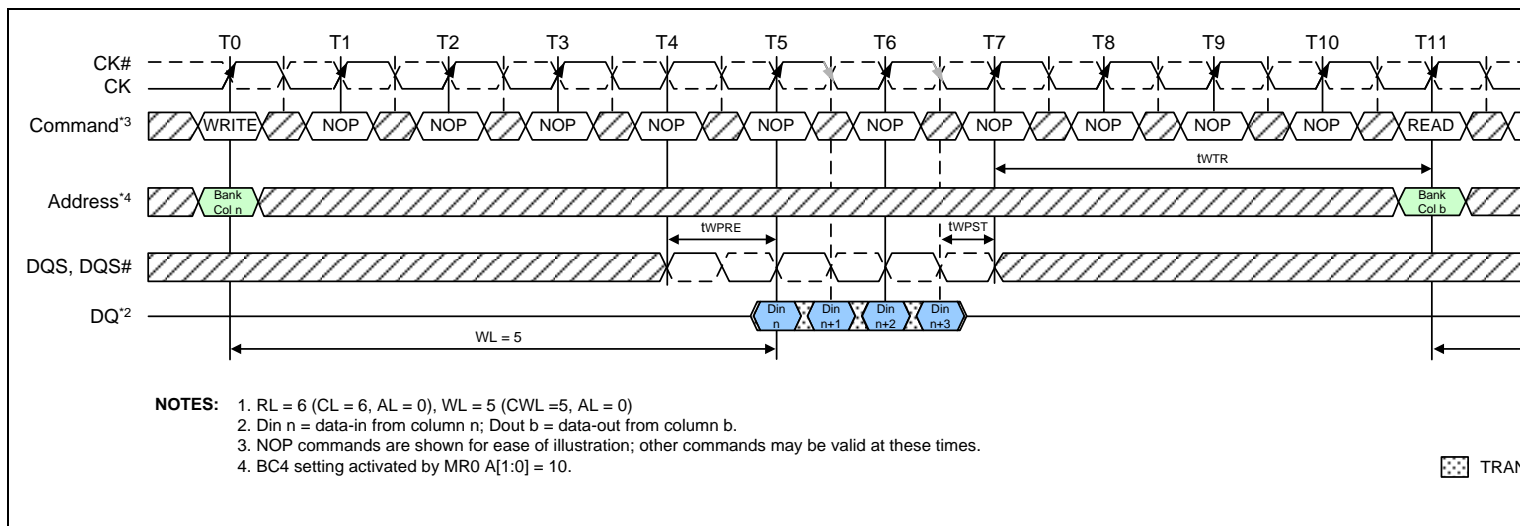 T0 T1 T2 T3 T4 T5 T6 T7 T8 T9 T10 T11
CK#
CK
Command*3 WRITE NOP NOP NOP NOP NOP NOP NOP NOP NOP NOP READ
tWTR
Address*4 Bank Col n Bank Col b
tWPRE tWPST
DQS, DQS#
DQ*2 Din n Din n+1 Din n+2 Din n+3
WL = 5
NOTES: 1. RL = 6 (CL = 6, AL = 0), WL = 5 (CWL =5, AL = 0)
2. Din n = data-in from column n; Dout b = data-out from column b.
3. NOP commands are shown for ease of illustration; other commands may be valid at these times.
4. BC4 setting activated by MR0 A[1:0] = 10.